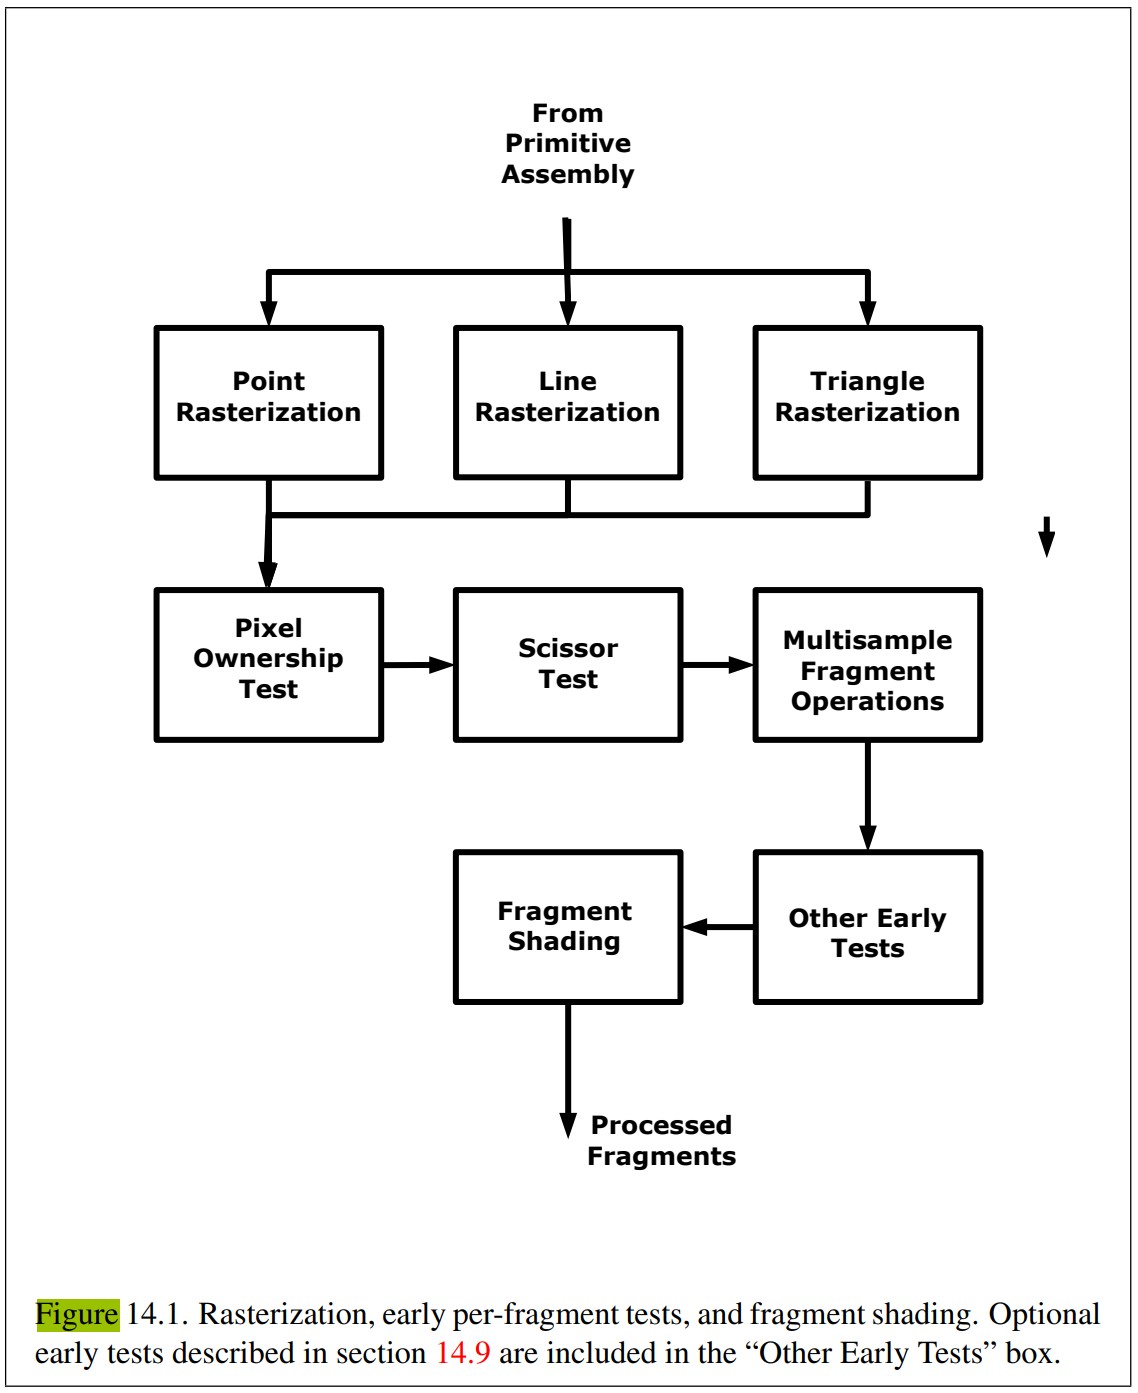 From
Primitive
Assembly
Point
Rasterization
Line
Rasterization
Triangle
Rasterization
Pixel
Ownership
Test
Scissor
Test
Multisample
Fragment
Operations
Fragment
Shading
Other Early
Tests
Processed
Fragments
Figure 14.1. Rasterization, early per-fragment tests, and fragment shading. Optional
early tests described in section 14.9 are included in the “Other Early Tests” box.